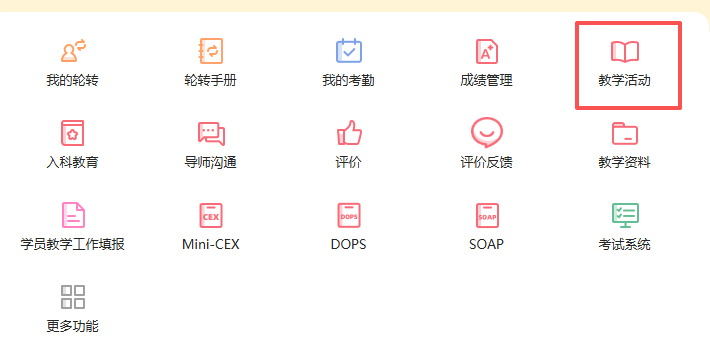 我的轮转
轮转手册
我的考勤
成绩管理
教学活动
入科教育
导师沟通
评价
评价反馈
教学资料
CEX
DOPS
SOAP
学员教学工作填报
Mini-CEX
DOPS
SOAP
考试系统
更多功能